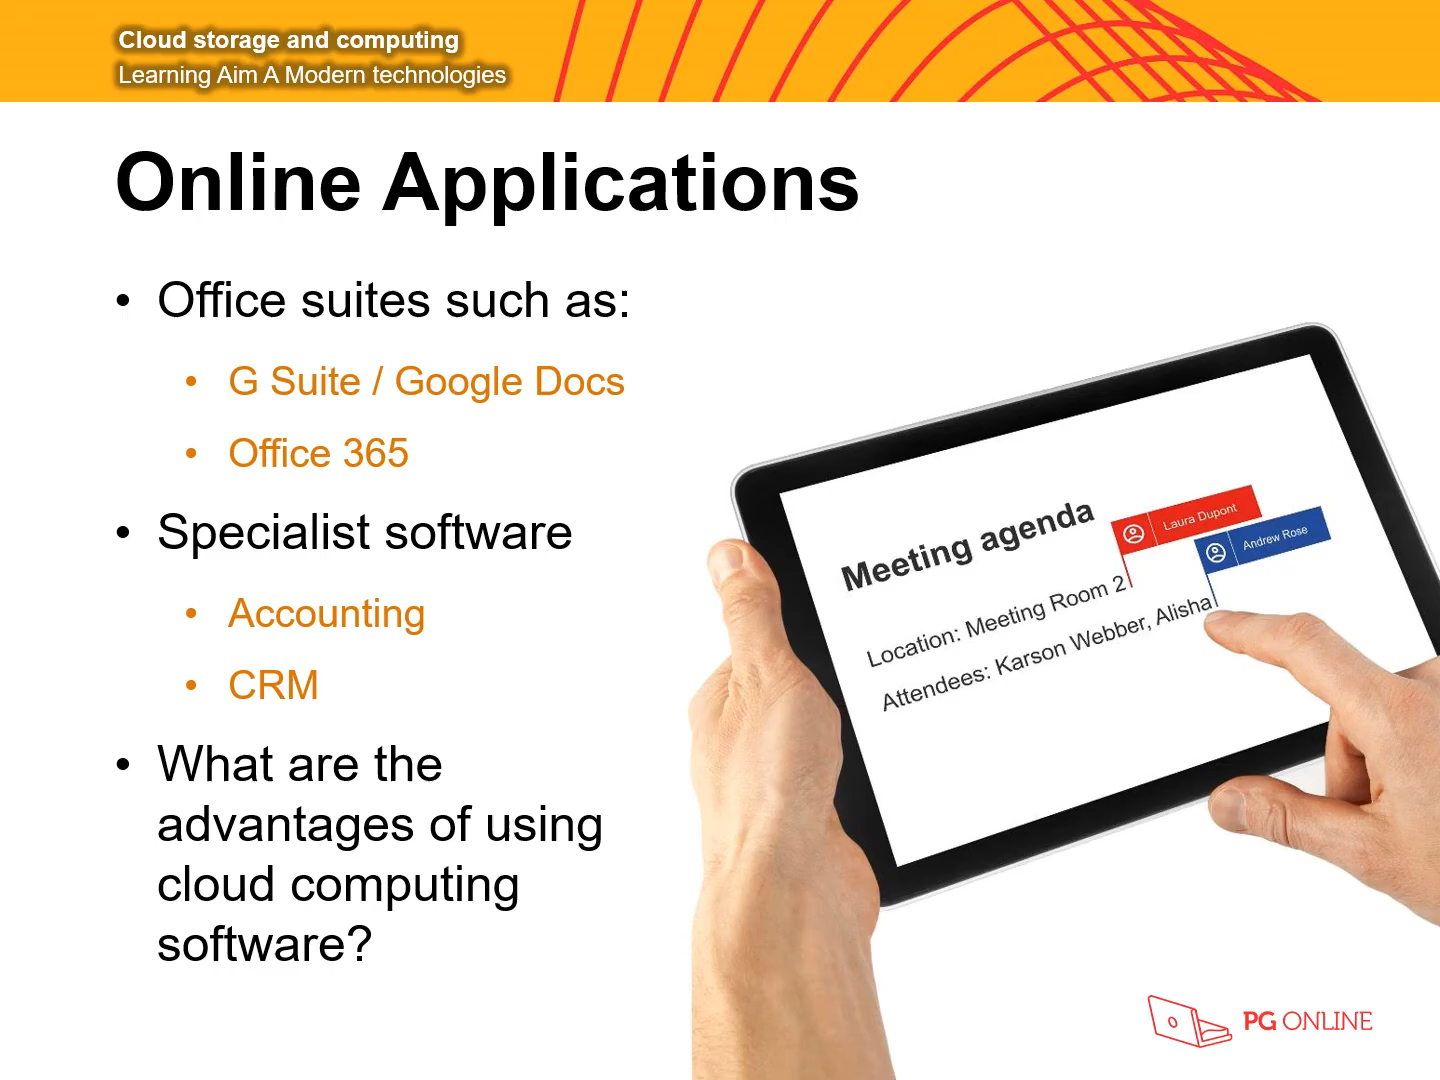 Cloud storage and computing
Learning Aim A Modern technologies
Online Applications
• Office suites such as:
• G Suite / Google Docs
• Office 365
• Specialist software
• Accounting
• CRM
• What are the
advantages of using
cloud computing
software?
Meeting agenda
Laura Dupont
Andrew Rose
Location: Meeting Room 2
Attendees: Karson Webber, Alisha
PG ONLINE